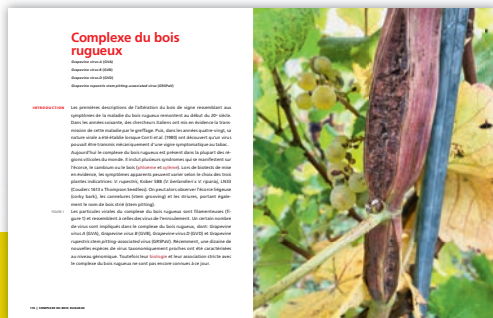 Complexe du bois
rugueux
Grapevine virus A (GVA)
Grapevine virus B (GVB)
Grapevine virus D (GVD)
Grapevine rupestris stem pitting-associated virus (GRSPaV)
INTRODUCTION
Les premières descriptions de l'altération du bois de vigne ressemblant aux
symptômes de la maladie du bois rugueux remontent au début du 20e siècle.
Dans les années soixante, des chercheurs italiens ont mis en évidence la trans-
mission de cette maladie par le greffage. Puis, dans les années quatre-vingt, sa
nature virale a été établie lorsque Conti et al. (1980) ont découvert qu'un virus
pouvait être transmis mécaniquement d'une vigne symptomatique au tabac.
Aujourd'hui le complexe du bois rugueux est présent dans la plupart des ré-
gions viticoles du monde. Il inclut plusieurs syndromes qui se manifestent sur
l'écorce, le cambium ou le bois (phloème et xylème). Lors de biotests de mise
en évidence, les symptômes apparents peuvent varier selon le choix des trois
plantes indicatrices: V. rupestris, Kober 5BB (V. berlandieri x V. riparia), LN33
(Couderc 1613 x Thompson Seedless). On peut alors observer l'écorce liégeuse
(corky bark), les cannelures (stem grooving) et les striures, portant égale-
ment le nom de bois strié (stem pitting).
FIGURE 1
Les particules virales du complexe du bois rugueux sont filamenteuses (fi-
gure 1) et ressemblent à celles des virus de l'enroulement. Un certain nombre
de virus sont impliqués dans le complexe du bois rugueux, dont: Grapevine
virus A (GVA), Grapevine virus B (GVB), Grapevine virus D (GVD) et Grapevine
rupestris stem pitting-associated virus (GRSPaV). Récemment, une dizaine de
nouvelles espèces de virus taxonomiquement proches ont été caractérisées
au niveau génomique. Toutefois leur biologie et leur association stricte avec
le complexe du bois rugueux ne sont pas encore connues à ce jour.
COMPLEXE DU BOIS RUGUEUX